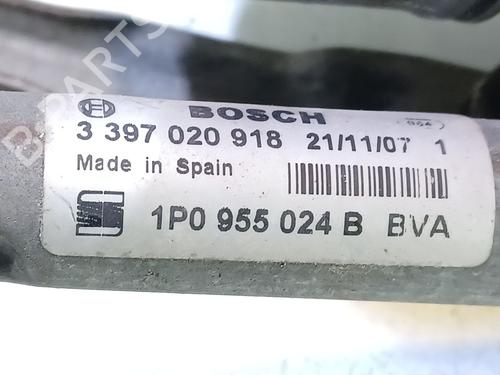 BOSCH
3 397 020 918 21/11/07 1
Made in Spain
1P0 955 024 B BVA